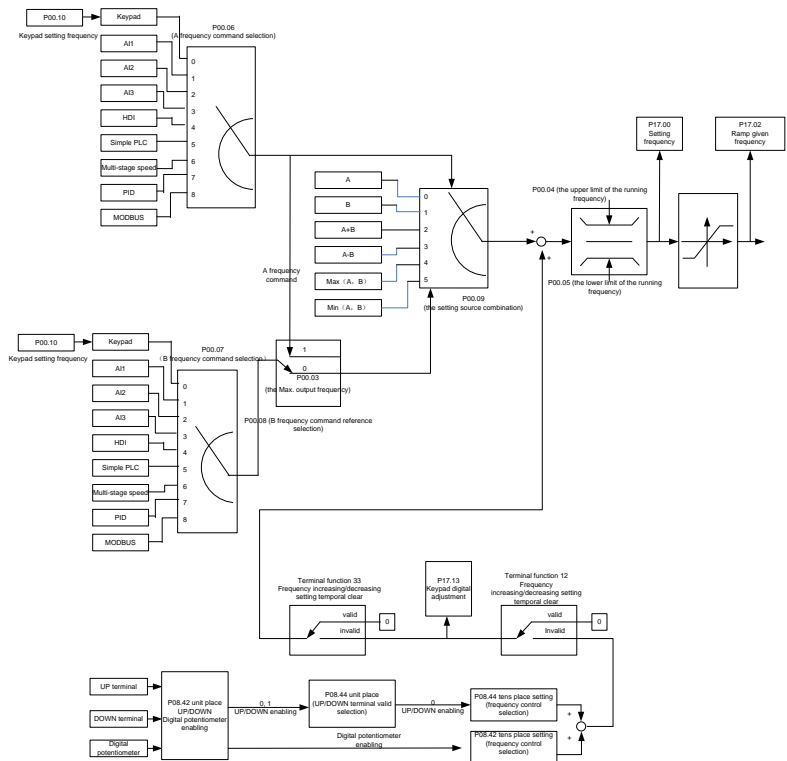 P00.10
Keypad
Keypad setting frequency
AI1
AI2
AI3
HDI
Simple PLC
Multi-stage speed
PID
MODBUS
P00.06
(A frequency command selection)
0
1
2
3
4
5
6
7
8
A frequency
command
A
B
A+B
A-B
Max（A，B）
Min（A，B）
0
1
2
3
4
5
P00.09
(the setting source combination)
+
+
P00.04 (the upper limit of the running
frequency)
P00.05 (the lower limit of the running
frequency)
P17.00
Setting
frequency
P17.02
Ramp given
frequency
P00.10
Keypad
Keypad setting frequency
AI1
AI2
AI3
HDI
Simple PLC
Multi-stage speed
PID
MODBUS
P00.07
（B frequency command selection）
0
1
2
3
4
5
6
7
8
1
0
P00.03
(the Max. output frequency)
P00.08 (B frequency command reference
selection)
Terminal function 33
Frequency increasing/decreasing
setting temporal clear
valid
0
invalid
P17.13
Keypad digital
adjustment
Terminal function 12
Frequency
increasing/decreasing setting
temporal clear
valid
0
Invalid
UP terminal
DOWN terminal
Digital
potentiometer
P08.42 unit place
UP/DOWN
Digital potentiometer
enabling
0, 1
UP/DOWN enabling
P08.44 unit place
(UP/DOWN terminal valid
selection)
0
UP/DOWN enabling
P08.44 tens place setting
(frequency control
selection)
Digital potentiometer
enabling
P08.42 tens place setting
(frequency control
selection)
+
+